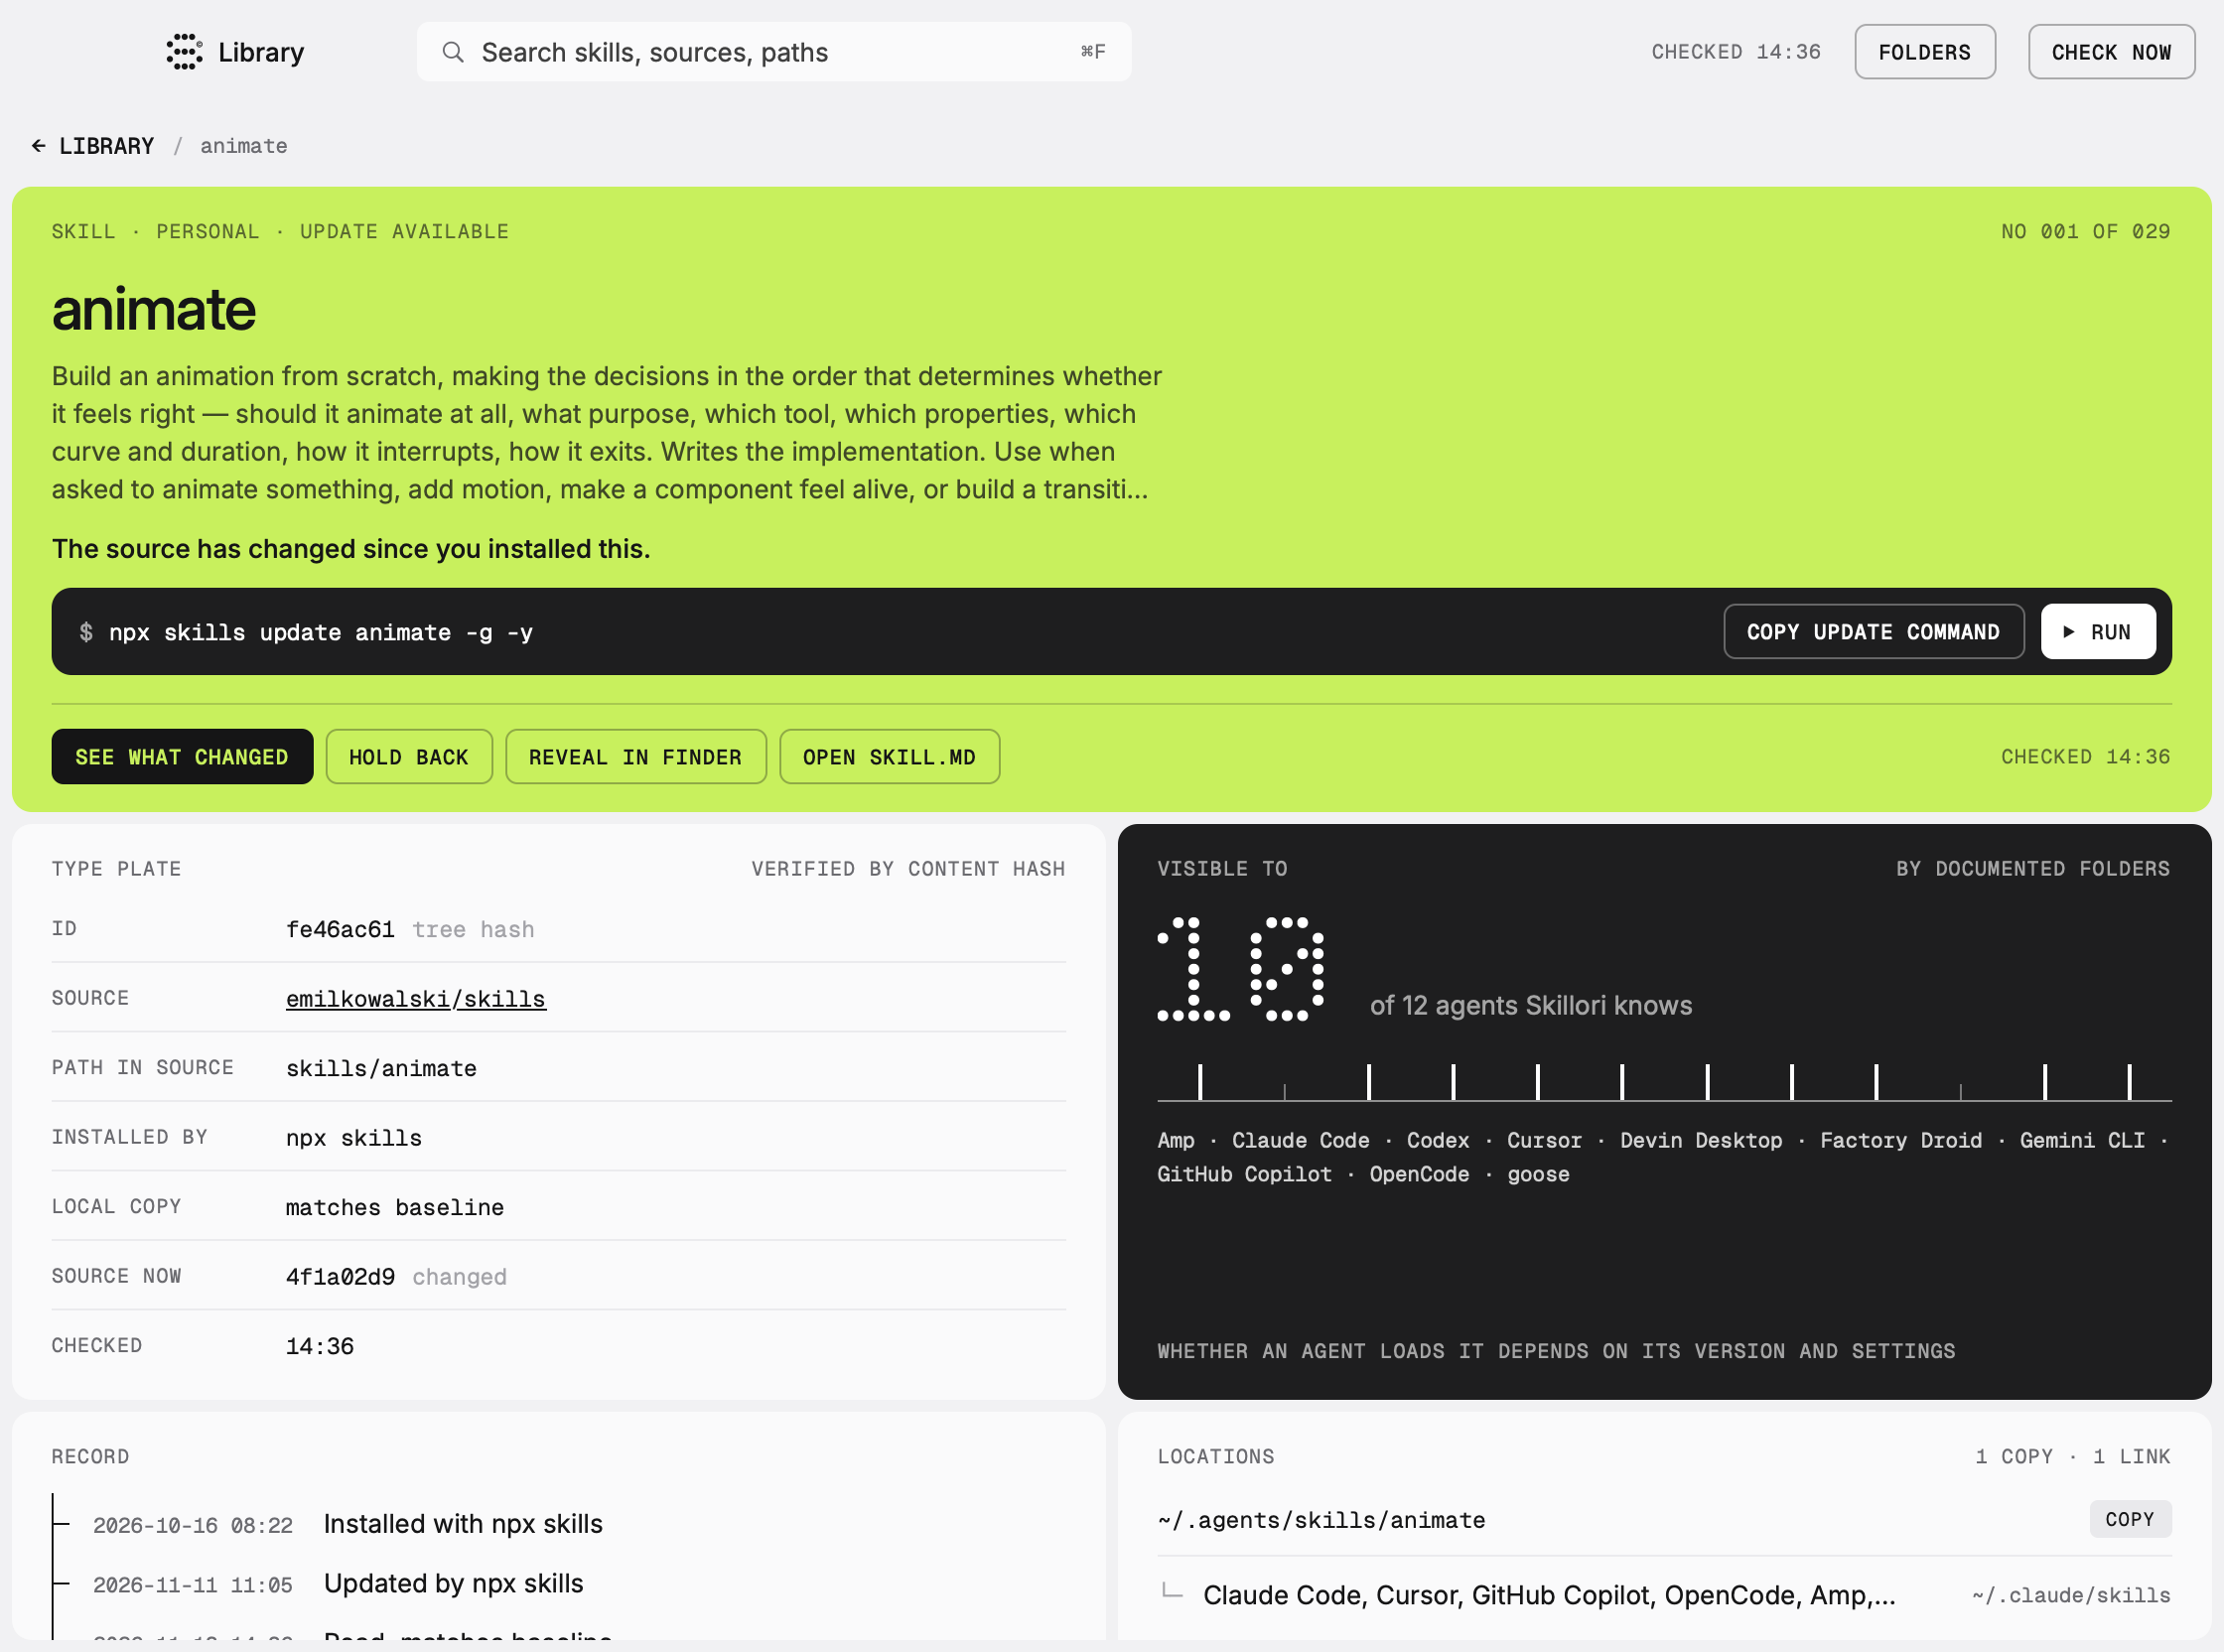 Library
Search skills, sources, paths ⌘F
CHECKED 14:36
FOLDERS
CHECK NOW
← LIBRARY / animate
SKILL · PERSONAL · UPDATE AVAILABLE
NO 001 OF 029
animate
Build an animation from scratch, making the decisions in the order that determines whether
it feels right — should it animate at all, what purpose, which tool, which properties, which
curve and duration, how it interrupts, how it exits. Writes the implementation. Use when
asked to animate something, add motion, make a component feel alive, or build a transiti...
The source has changed since you installed this.
$ npx skills update animate -g -y
COPY UPDATE COMMAND
▶ RUN
SEE WHAT CHANGED
HOLD BACK
REVEAL IN FINDER
OPEN SKILL.MD
CHECKED 14:36
TYPE PLATE
VERIFIED BY CONTENT HASH
ID fe46ac61 tree hash
SOURCE emilkowalski/skills
PATH IN SOURCE skills/animate
INSTALLED BY npx skills
LOCAL COPY matches baseline
SOURCE NOW 4f1a02d9 changed
CHECKED 14:36
VISIBLE TO
BY DOCUMENTED FOLDERS
10 of 12 agents Skillori knows
Amp · Claude Code · Codex · Cursor · Devin Desktop · Factory Droid · Gemini CLI ·
GitHub Copilot · OpenCode · goose
WHETHER AN AGENT LOADS IT DEPENDS ON ITS VERSION AND SETTINGS
RECORD
2026-10-16 08:22 Installed with npx skills
2026-11-11 11:05 Updated by npx skills
LOCATIONS
1 COPY · 1 LINK
~/.agents/skills/animate
COPY
Claude Code, Cursor, GitHub Copilot, OpenCode, Amp,...
~/.claude/skills